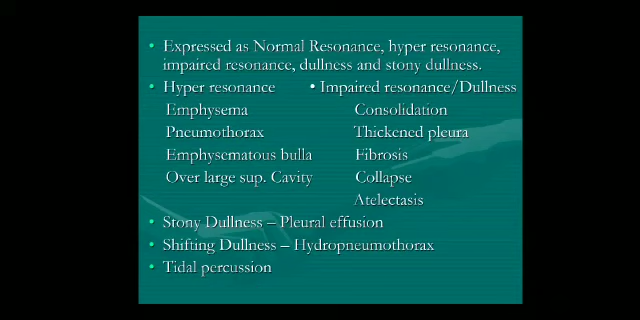 • Expressed as Normal Resonance, hyper resonance,
impaired resonance, dullness and stony dullness.
• Hyper resonance • Impaired resonance/Dullness
Emphysema Consolidation
Pneumothorax Thickened pleura
Emphysematous bulla Fibrosis
Over large sup. Cavity Collapse
Atelectasis
• Stony Dullness – Pleural effusion
• Shifting Dullness – Hydropneumothorax
• Tidal percussion